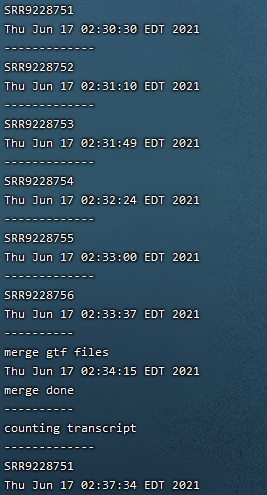 SRR9228751
Thu Jun 17 02:30:30 EDT 2021
-------------
SRR9228752
Thu Jun 17 02:31:10 EDT 2021
-------------
SRR9228753
Thu Jun 17 02:31:49 EDT 2021
-------------
SRR9228754
Thu Jun 17 02:32:24 EDT 2021
-------------
SRR9228755
Thu Jun 17 02:33:00 EDT 2021
-------------
SRR9228756
Thu Jun 17 02:33:37 EDT 2021
----------
merge gtf files
Thu Jun 17 02:34:15 EDT 2021
merge done
----------
counting transcript
-------------
SRR9228751
Thu Jun 17 02:37:34 EDT 2021